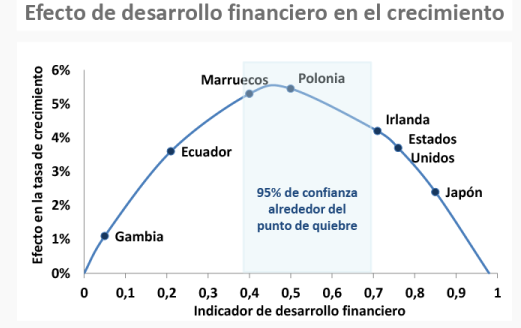 Efecto de desarrollo financiero en el crecimiento
Efecto en la tasa de crecimiento
6%
5%
4%
3%
2%
1%
0%
Marruecos
Polonia
Irlanda
Estados
Unidos
Ecuador
Japón
Gambia
95% de confianza
alrededor del
punto de quiebre
0 0,1 0,2 0,3 0,4 0,5 0,6 0,7 0,8 0,9 1
Indicador de desarrollo financiero